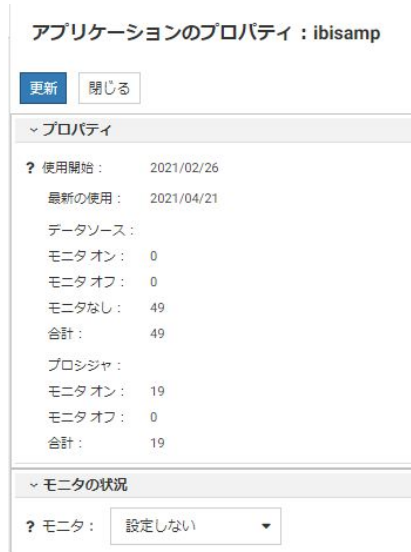 アプリケーションのプロパティ：ibisamp
更新 閉じる
プロパティ
? 使用開始： 2021/02/26
最新の使用： 2021/04/21
データソース：
モニタ オン： 0
モニタ オフ： 0
モニタなし： 49
合計： 49
プロシジャ：
モニタ オン： 19
モニタ オフ： 0
合計： 19
モニタの状況
? モニタ： 設定しない